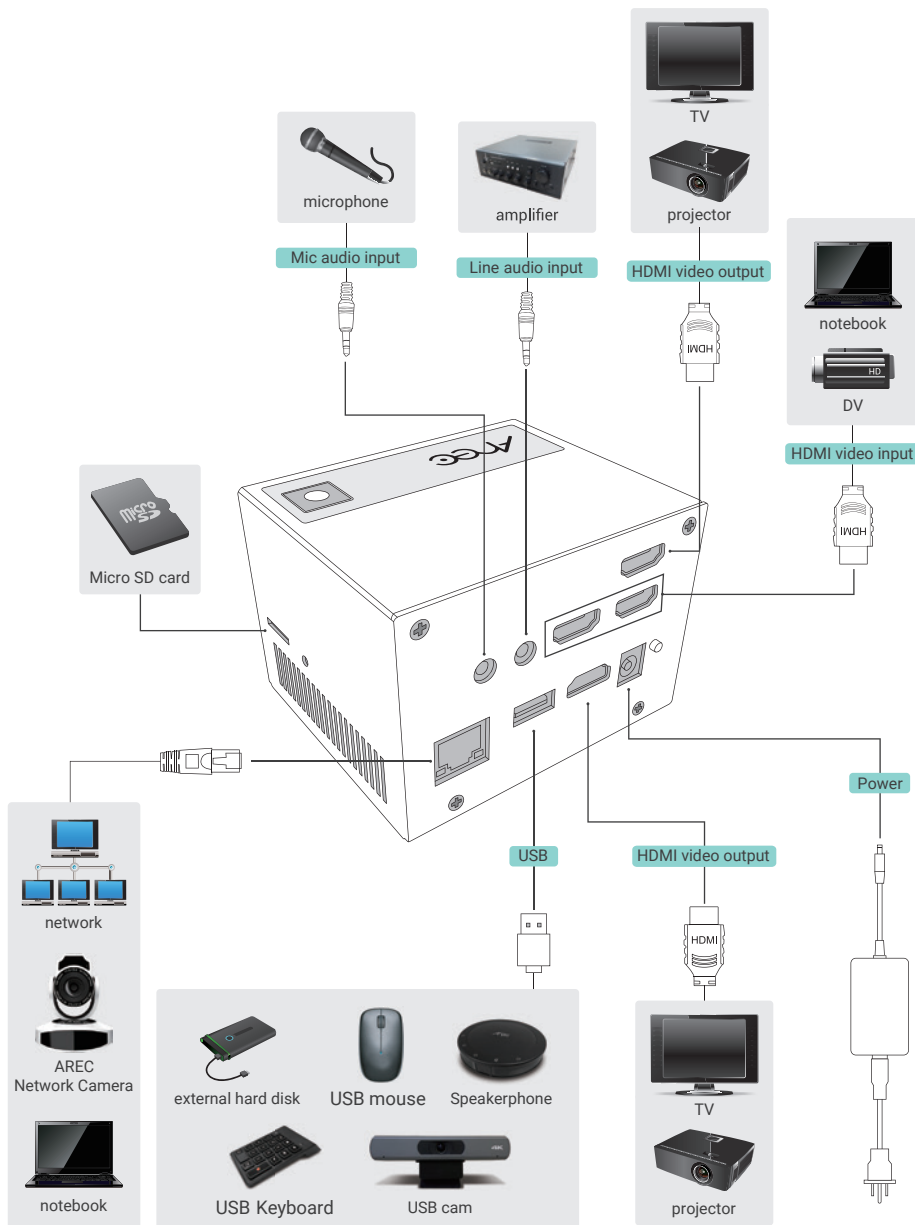 TV
projector
microphone
amplifier
Mic audio input
Line audio input
HDMI video output
HDMI
notebook
HD
DV
HDMI video input
HDMI
AREC
Micro SD
Micro SD card
Power
USB
HDMI video output
HDMI
network
AREC
Network Camera
notebook
external hard disk
USB mouse
Speakerphone
USB Keyboard
USB cam
TV
projector